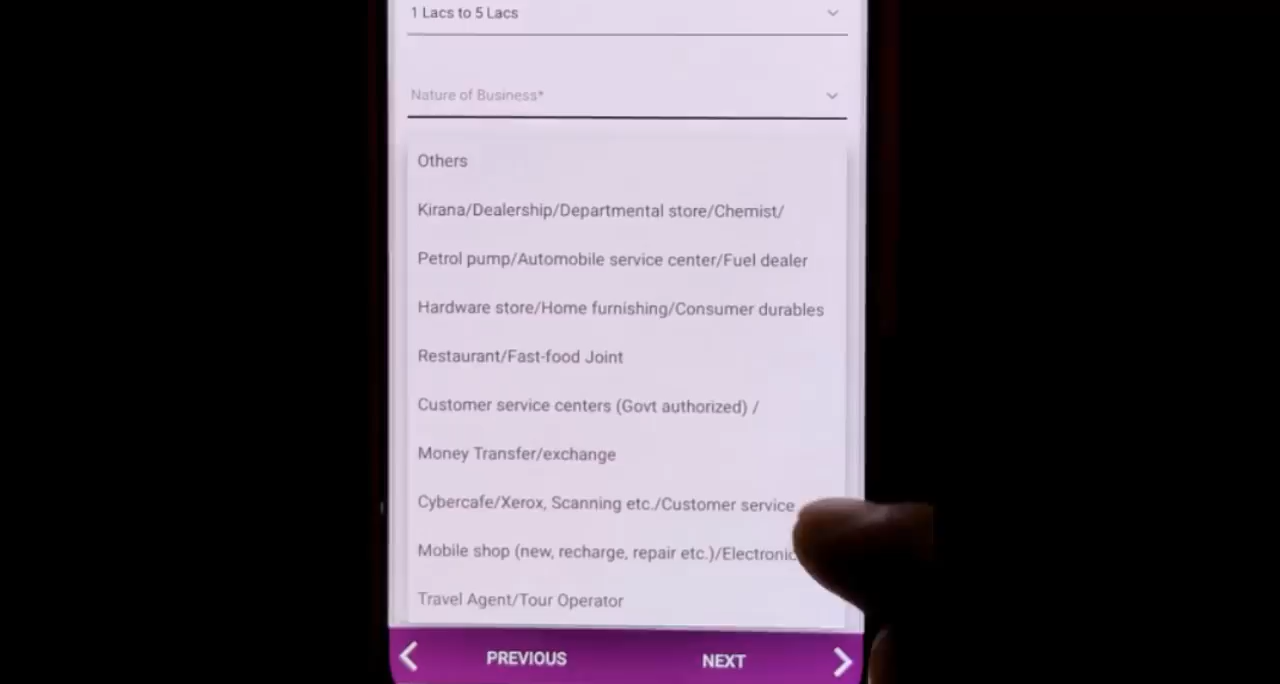 1 Lacs to 5 Lacs
Nature of Business*
Others
Kirana/Dealership/Departmental store/Chemist/
Petrol pump/Automobile service center/Fuel dealer
Hardware store/Home furnishing/Consumer durables
Restaurant/Fast-food Joint
Customer service centers (Govt authorized) /
Money Transfer/exchange
Cybercafe/Xerox, Scanning etc./Customer service
Mobile shop (new, recharge, repair etc.)/Electronic
Travel Agent/Tour Operator
PREVIOUS NEXT